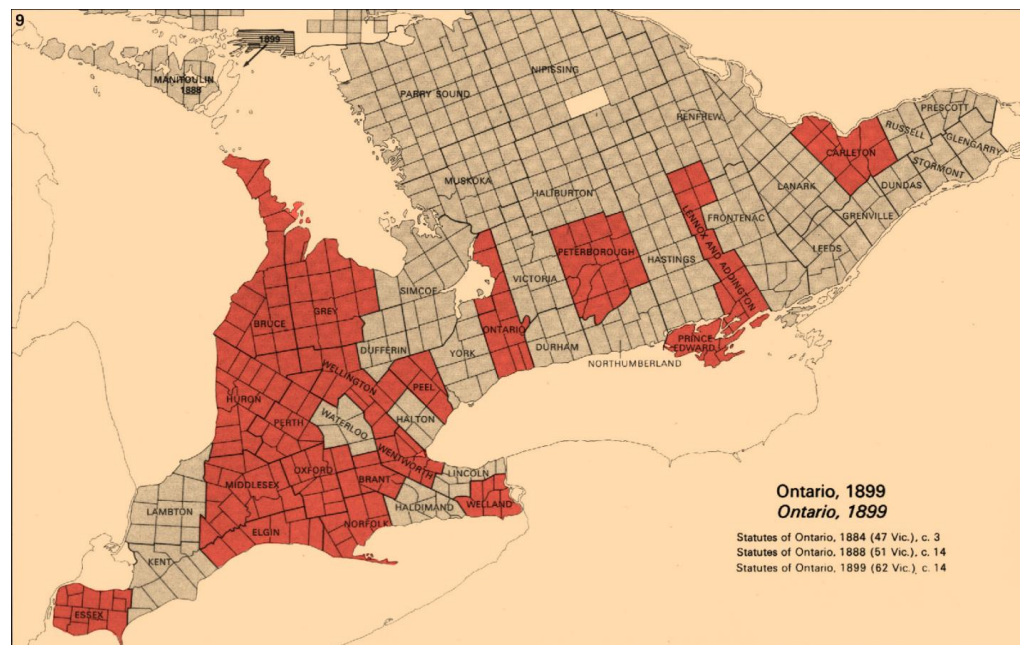 9
1899
MANITOULIN
1888
NIPISSING
PARRY SOUND
RENFREW
PRESCOTT
RUSSELL
GLENGARRY
CARLETON
STORMONT
MUSKOKA
HALIBURTON
LANARK
DUNDAS
GRENVILLE
FRONTENAC
LENNOX AND ADDINGTON
LEEDS
PETERBOROUGH
HASTINGS
VICTORIA
SIMCOE
GREY
BRUCE
ONTARIO
PRINCE
EDWARD
DUFFERIN
YORK
DURHAM
NORTHUMBERLAND
WELLINGTON
PEEL
HURON
WATERLOO
HALTON
PERTH
WENTWORTH
OXFORD
LINCOLN
MIDDLESEX
BRANT
WELLAND
HALDIMAND
LAMBTON
NORFOLK
ELGIN
KENT
ESSEX
Ontario, 1899
Ontario, 1899
Statutes of Ontario, 1884 (47 Vic.), c. 3
Statutes of Ontario, 1888 (51 Vic.), c. 14
Statutes of Ontario, 1899 (62 Vic.), c. 14